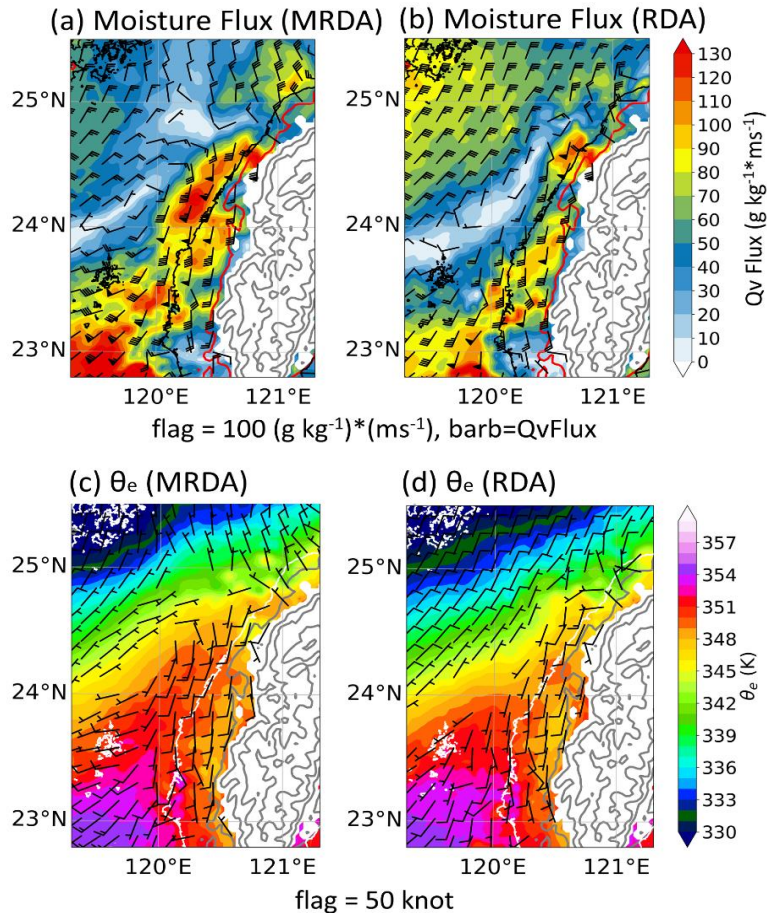 (a) Moisture Flux (MRDA) (b) Moisture Flux (RDA)
25°N 25°N
24°N 24°N
23°N 23°N
120°E 121°E 120°E 121°E
130
120
110
100
90
80
70
60
50
40
30
20
10
0
Qv Flux (g kg⁻¹*ms⁻¹)
flag = 100 (g kg⁻¹)*(ms⁻¹), barb=QvFlux
(c) θe (MRDA) (d) θe (RDA)
25°N 25°N
24°N 24°N
23°N 23°N
120°E 121°E 120°E 121°E
357
354
351
348
345
342
339
336
333
330
θe (K)
flag = 50 knot